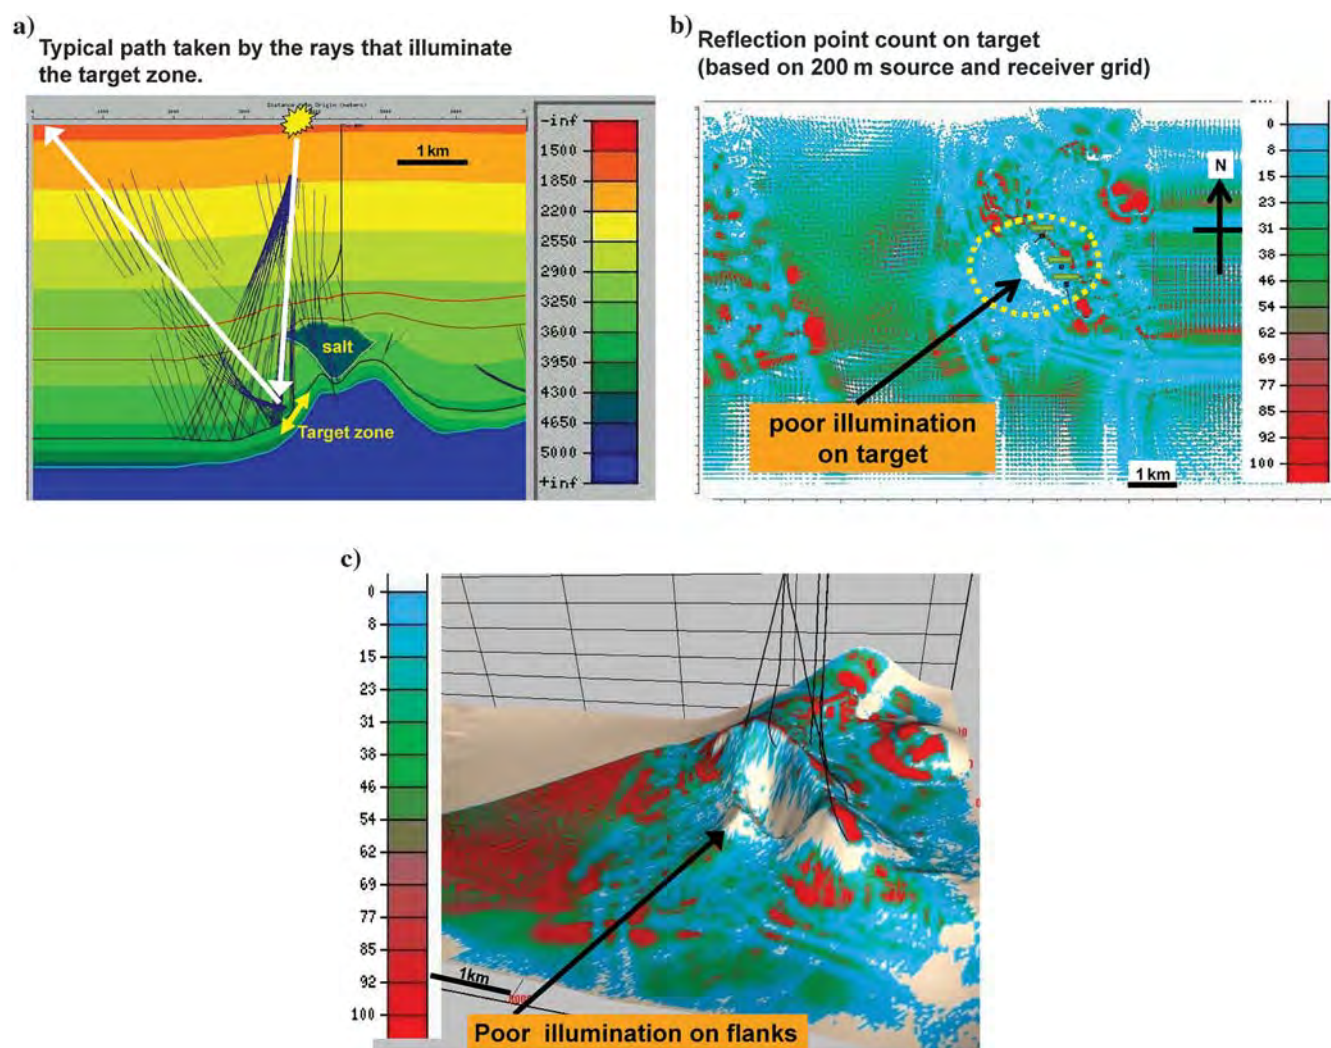 a)
Typical path taken by the rays that illuminate
the target zone.
1 km
salt
Target zone
-inf
1500
1850
2200
2550
2900
3250
3600
3950
4300
4650
5000
+inf
b)
Reflection point count on target
(based on 200 m source and receiver grid)
N
poor illumination
on target
1 km
0
8
15
23
31
38
46
54
62
69
77
85
92
100
c)
0
8
15
23
31
38
46
54
62
69
77
85
92
100
1km
Poor illumination on flanks